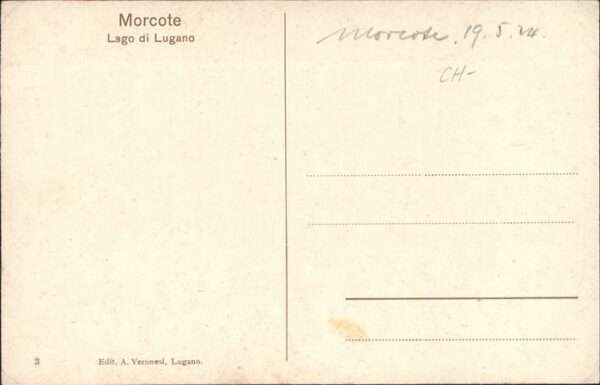 Morcote
Lago di Lugano
Morcote. 19. 5. 24.
CH-
3 Edit. A. Veronesi, Lugano.